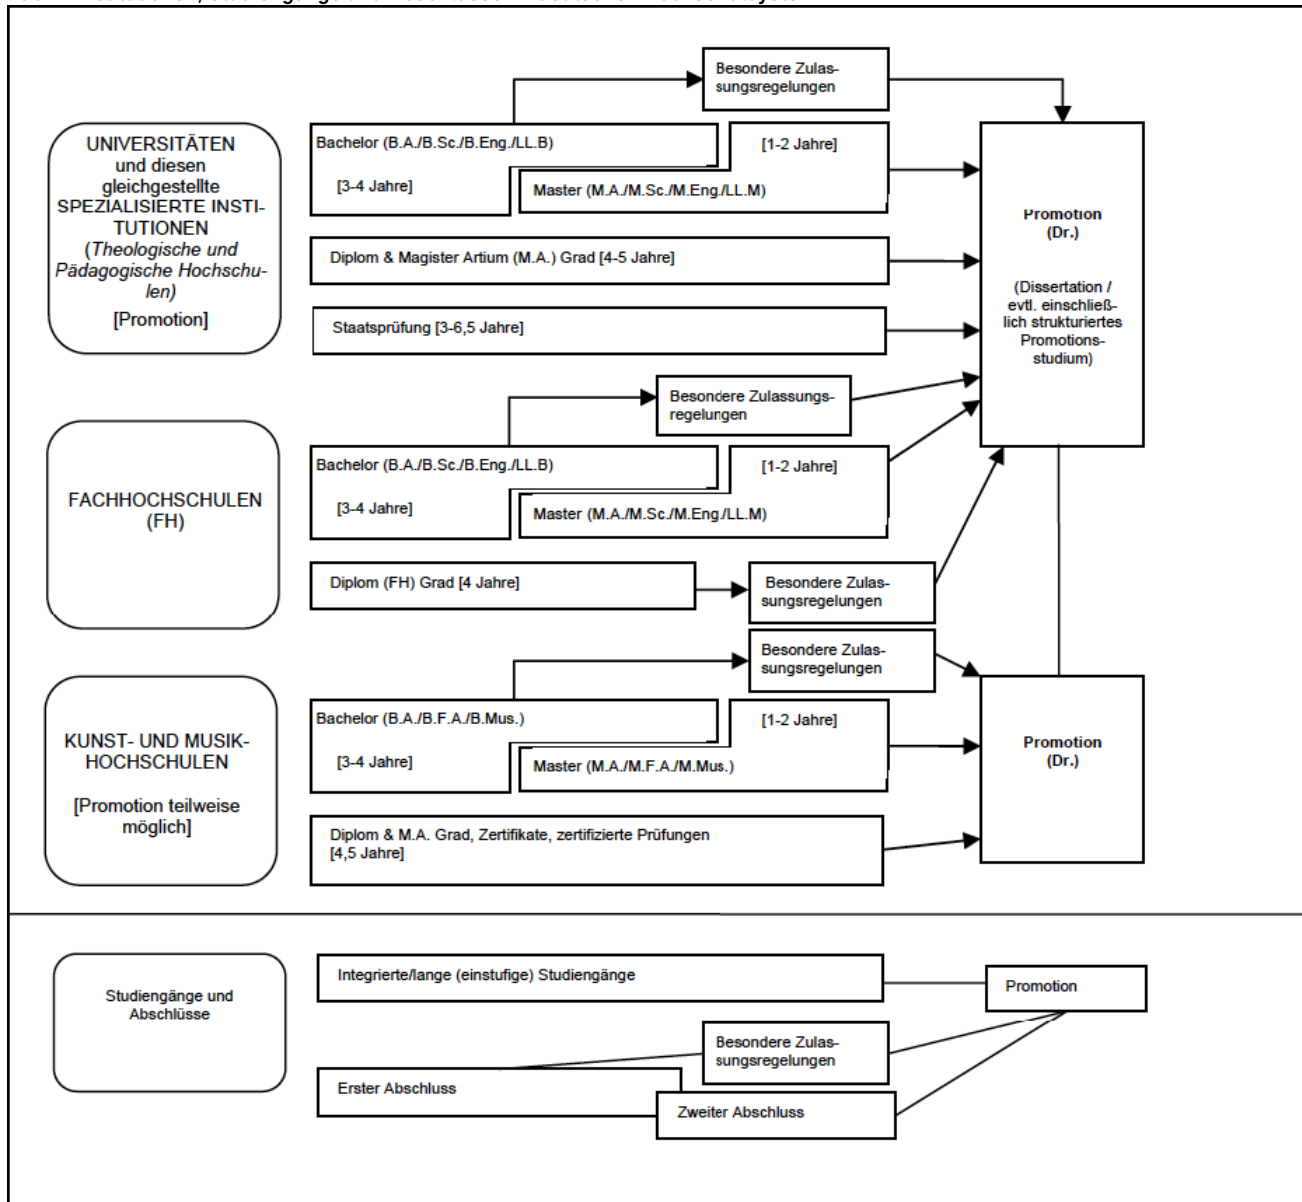 Besondere Zulas-
sungsregelungen
UNIVERSITÄTEN
und diesen
gleichgestellte
SPEZIALISIERTE INSTI-
TUTIONEN
(Theologische und
Pädagogische Hochschu-
len)
[Promotion]
Bachelor (B.A./B.Sc./B.Eng./LL.B)
[3-4 Jahre]
[1-2 Jahre]
Master (M.A./M.Sc./M.Eng./LL.M)
Diplom & Magister Artium (M.A.) Grad [4-5 Jahre]
Staatsprüfung [3-6,5 Jahre]
Promotion
(Dr.)
(Dissertation /
evtl. einschließ-
lich strukturiertes
Promotions-
studium)
Besondere Zulassungs-
regelungen
FACHHOCHSCHULEN
(FH)
Bachelor (B.A./B.Sc./B.Eng./LL.B)
[3-4 Jahre]
[1-2 Jahre]
Master (M.A./M.Sc./M.Eng./LL.M)
Diplom (FH) Grad [4 Jahre]
Besondere Zulas-
sungsregelungen
Besondere Zulas-
sungsregelungen
KUNST- UND MUSIK-
HOCHSCHULEN
[Promotion teilweise
möglich]
Bachelor (B.A./B.F.A./B.Mus.)
[3-4 Jahre]
[1-2 Jahre]
Master (M.A./M.F.A./M.Mus.)
Diplom & M.A. Grad, Zertifikate, zertifizierte Prüfungen
[4,5 Jahre]
Promotion
(Dr.)
Studiengänge und
Abschlüsse
Integrierte/lange (einstufige) Studiengänge
Promotion
Besondere Zulas-
sungsregelungen
Erster Abschluss
Zweiter Abschluss